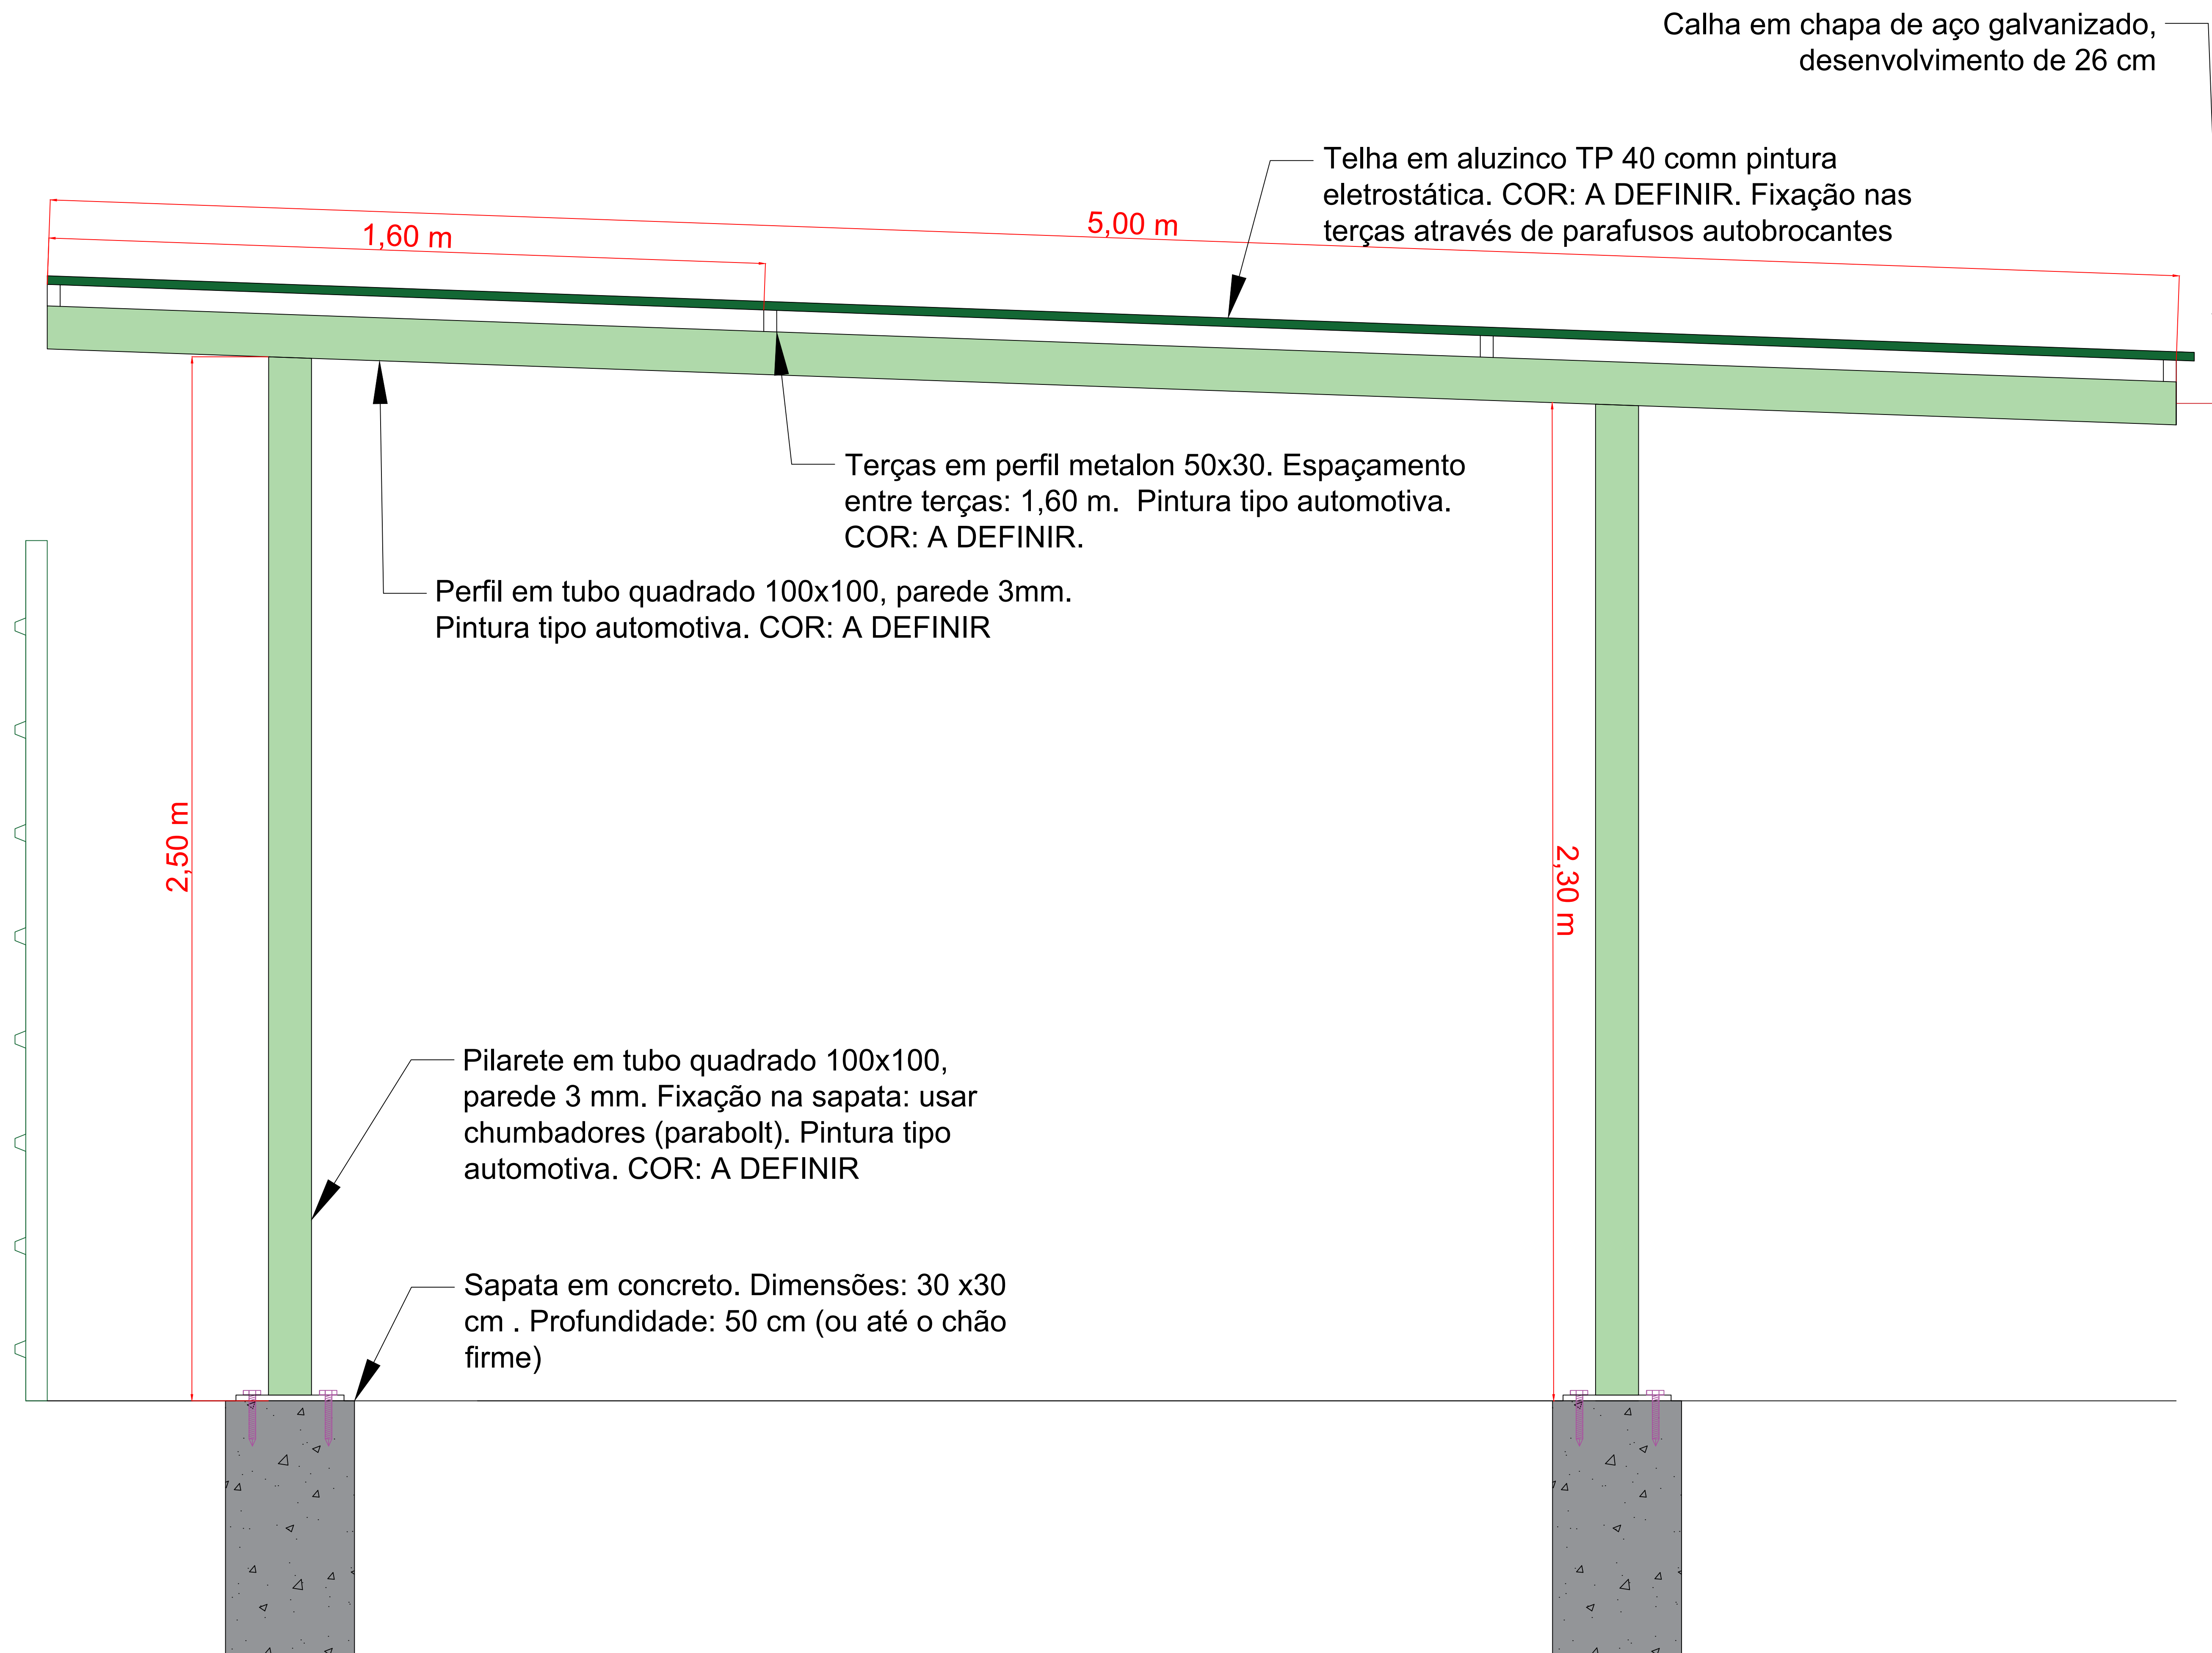 Calha em chapa de aço galvanizado,
desenvolvimento de 26 cm
Telha em aluzinco TP 40 comn pintura
eletrostática. COR: A DEFINIR. Fixação nas
terças através de parafusos autobrocantes
5,00 m
1,60 m
Terças em perfil metalon 50x30. Espaçamento
entre terças: 1,60 m. Pintura tipo automotiva.
COR: A DEFINIR.
Perfil em tubo quadrado 100x100, parede 3mm.
Pintura tipo automotiva. COR: A DEFINIR
2,50 m
2,30 m
Pilarete em tubo quadrado 100x100,
parede 3 mm. Fixação na sapata: usar
chumbadores (parabolt). Pintura tipo
automotiva. COR: A DEFINIR
Sapata em concreto. Dimensões: 30 x30
cm . Profundidade: 50 cm (ou até o chão
firme)